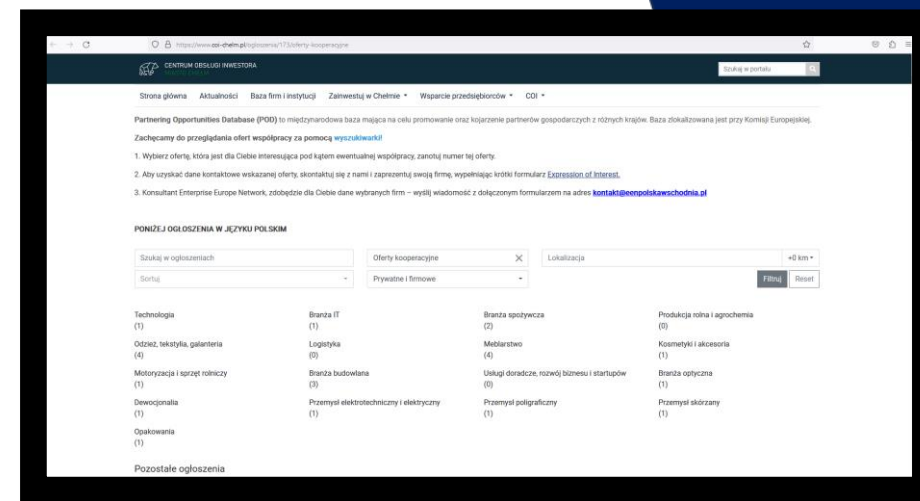 https://www.coi-chelm.pl/ogloszenia/173/oferty-kooperacyjne
CENTRUM OBSŁUGI INWESTORA
Szukaj w portalu
Strona główna Aktualności Baza firm i instytucji Zainwestuj w Chełmie Wsparcie przedsiębiorców COI
Partnering Opportunities Database (POD) to międzynarodowa baza mająca na celu promowanie oraz kojarzenie partnerów gospodarczych z różnych krajów. Baza zlokalizowana jest przy Komisji Europejskiej.
Zachęcamy do przeglądania ofert współpracy za pomocą wyszukiwarki!
1. Wybierz ofertę, która jest dla Ciebie interesująca pod kątem ewentualnej współpracy, zanotuj numer tej oferty.
2. Aby uzyskać dane kontaktowe wskazanej oferty, skontaktuj się z nami i zaprezentuj swoją firmę, wypełniając krótki formularz Expression of Interest.
3. Konsultant Enterprise Europe Network, zdobędzie dla Ciebie dane wybranych firm – wyślij wiadomość z dołączonym formularzem na adres kontakt@eenpolskawschodnia.pl
PONIŻEJ OGŁOSZENIA W JĘZYKU POLSKIM
Szukaj w ogłoszeniach Oferty kooperacyjne Lokalizacja +0 km
Sortuj Prywatne i firmowe Filtruj Reset
Technologia Branża IT Branża spożywcza Produkcja rolna i agrochemia
(1) (1) (2) (0)
Odzież, tekstylia, galanteria Logistyka Meblarstwo Kosmetyki i akcesoria
(4) (0) (4) (1)
Motoryzacja i sprzęt rolniczy Branża budowlana Usługi doradcze, rozwój biznesu i startupów Branża optyczna
(1) (3) (0) (1)
Dewocjonalia Przemysł elektrotechniczny i elektryczny Przemysł poligraficzny Przemysł skórzany
(1) (1) (1) (1)
Opakowania
(1)
Pozostałe ogłoszenia